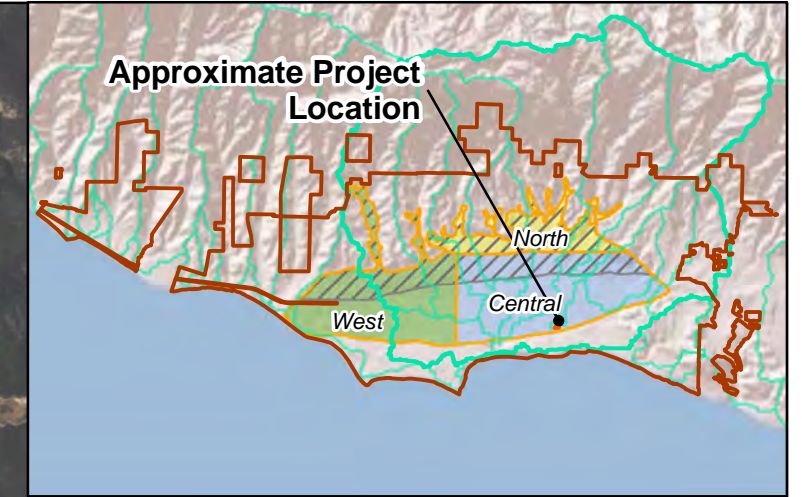 Approximate Project
Location
North
Central
West